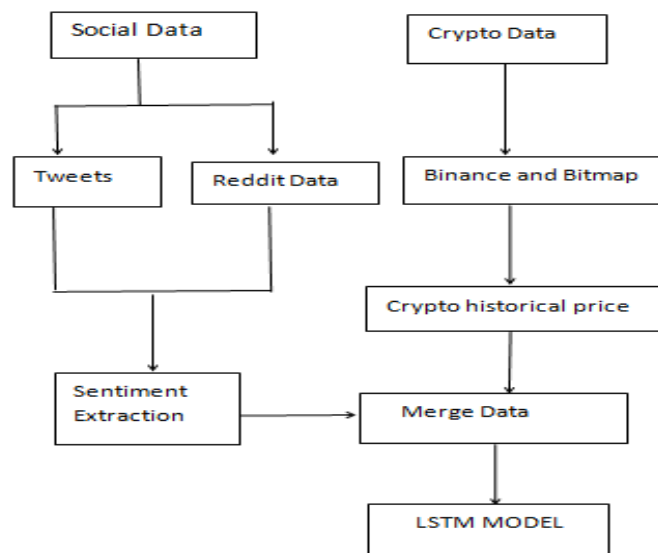 Social Data
Crypto Data
Tweets
Reddit Data
Binance and Bitmap
Crypto historical price
Sentiment
Extraction
Merge Data
LSTM MODEL